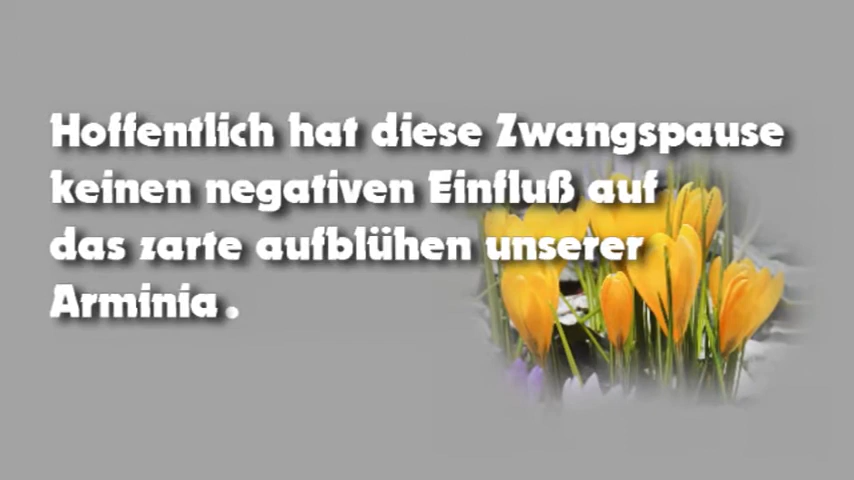 Hoffentlich hat diese Zwangspause
keinen negativen Einfluß auf
das zarte aufblühen unserer
Arminia.